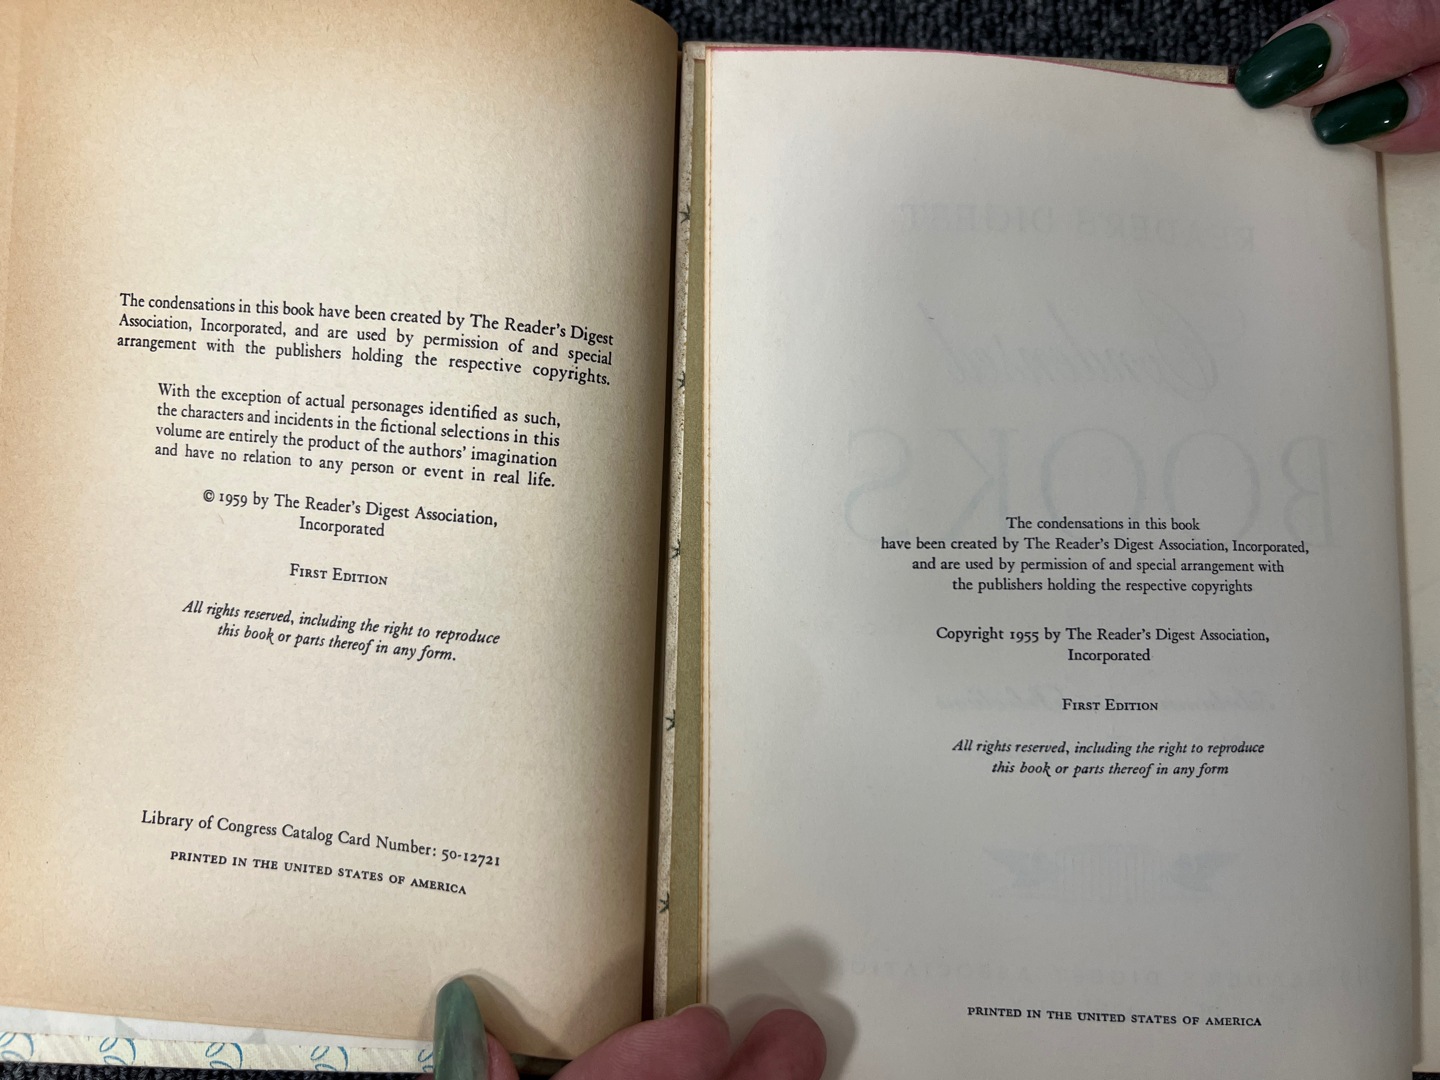 The condensations in this book have been created by The Reader's Digest
Association, Incorporated, and are used by permission of and special
arrangement with the publishers holding the respective copyrights.
With the exception of actual personages identified as such,
the characters and incidents in the fictional selections in this
volume are entirely the product of the authors' imagination
and have no relation to any person or event in real life.
© 1959 by The Reader's Digest Association,
Incorporated
FIRST EDITION
All rights reserved, including the right to reproduce
this book or parts thereof in any form.
Library of Congress Catalog Card Number: 50-12721
PRINTED IN THE UNITED STATES OF AMERICA
READER'S DIGEST
BOOKS
The condensations in this book
have been created by The Reader's Digest Association, Incorporated,
and are used by permission of and special arrangement with
the publishers holding the respective copyrights
Copyright 1955 by The Reader's Digest Association,
Incorporated
FIRST EDITION
All rights reserved, including the right to reproduce
this book or parts thereof in any form
PRINTED IN THE UNITED STATES OF AMERICA